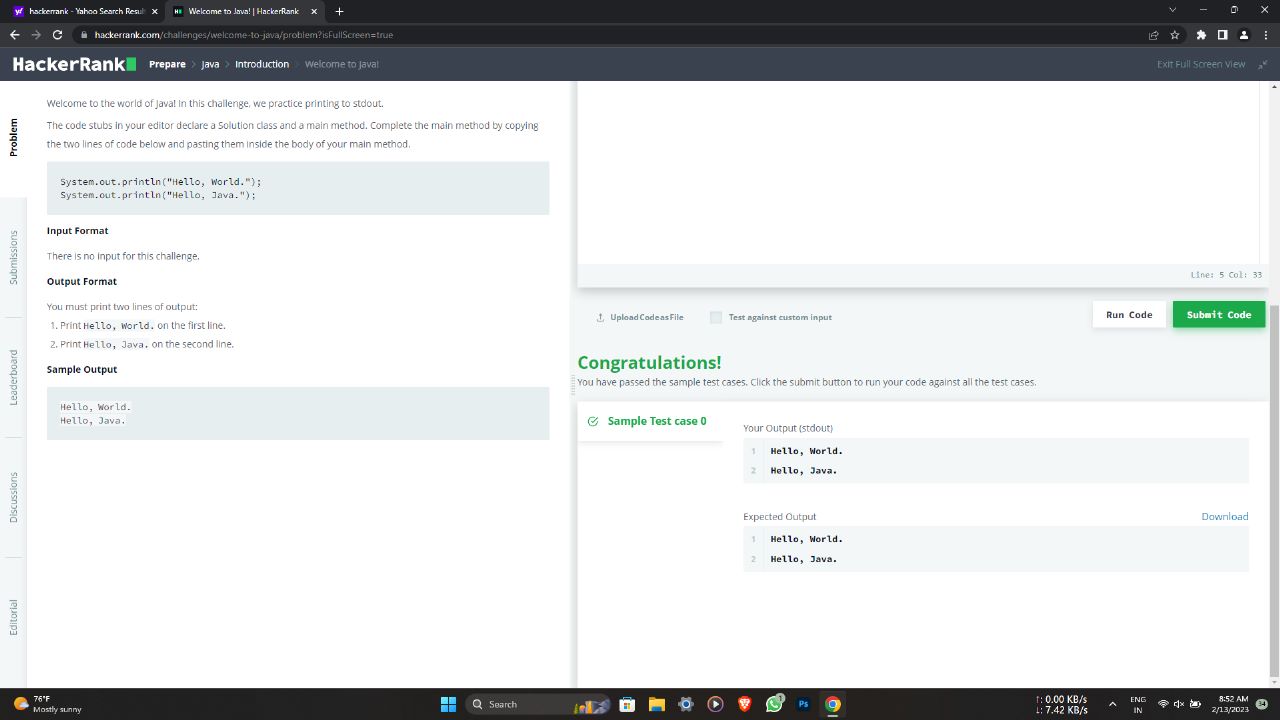 hackerrank - Yahoo Search Resul
Welcome to Java! | HackerRank
hackerrank.com/challenges/welcome-to-java/problem?isFullScreen=true
HackerRank
Prepare > Java > Introduction > Welcome to Java!
Exit Full Screen View
Problem
Submissions
Leaderboard
Discussions
Editorial
Welcome to the world of Java! In this challenge, we practice printing to stdout.
The code stubs in your editor declare a Solution class and a main method. Complete the main method by copying
the two lines of code below and pasting them inside the body of your main method.
System.out.println("Hello, World.");
System.out.println("Hello, Java.");
Input Format
There is no input for this challenge.
Output Format
You must print two lines of output:
1. Print Hello, World. on the first line.
2. Print Hello, Java. on the second line.
Sample Output
Hello, World.
Hello, Java.
Line: 5 Col: 33
Upload Code as File
Test against custom input
Run Code
Submit Code
Congratulations!
You have passed the sample test cases. Click the submit button to run your code against all the test cases.
Sample Test case 0
Your Output (stdout)
1 Hello, World.
2 Hello, Java.
Expected Output
Download
1 Hello, World.
2 Hello, Java.
76°F
Mostly sunny
Search
1
Ps
↑: 0.00 KB/s
↓: 7.42 KB/s
ENG
IN
8:52 AM
2/13/2023